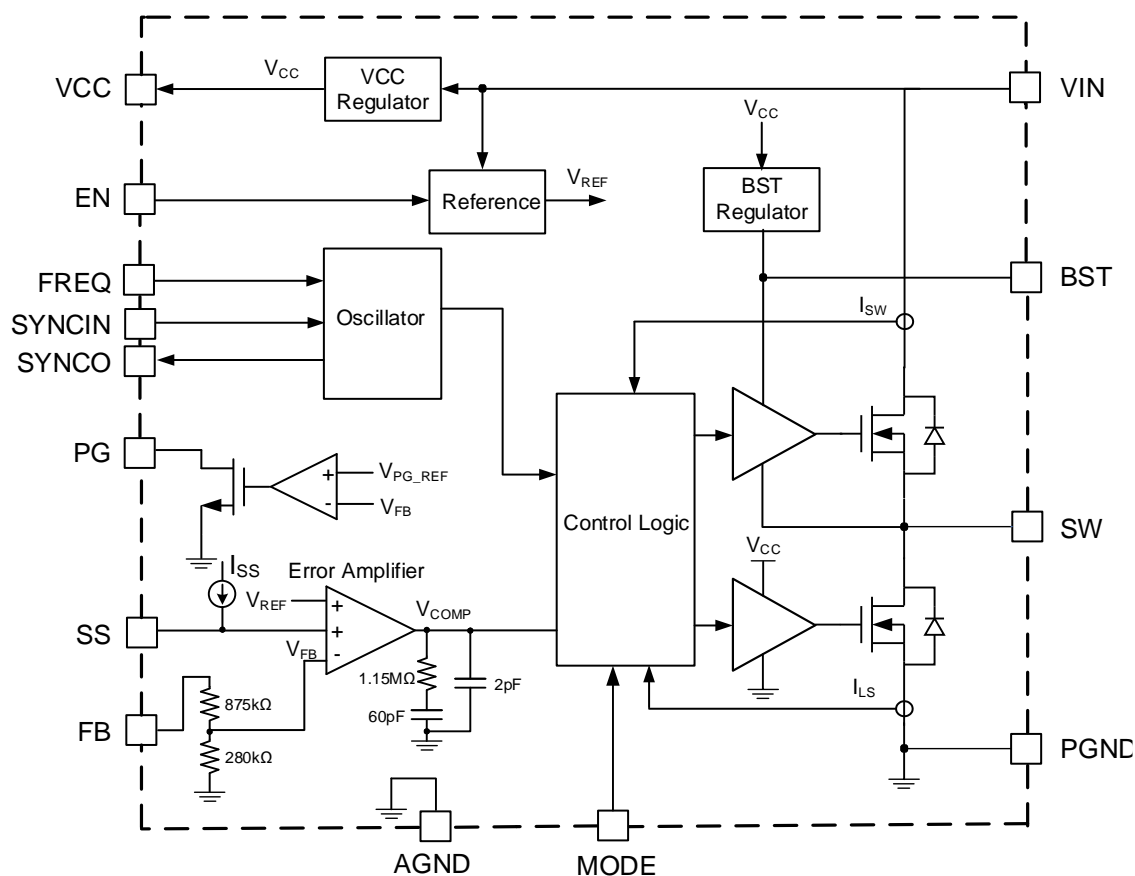 VCC
VCC
VCC
Regulator
VIN
VCC
EN
Reference
VREF
BST
Regulator
FREQ
BST
SYNCIN
Oscillator
ISW
SYNCO
PG
+
VPG_REF
-
VFB
Control Logic
SW
VCC
ISS
Error Amplifier
VREF
+
VCOMP
SS
+
VFB
-
1.15MΩ
2pF
875kΩ
60pF
ILS
FB
280kΩ
PGND
AGND
MODE